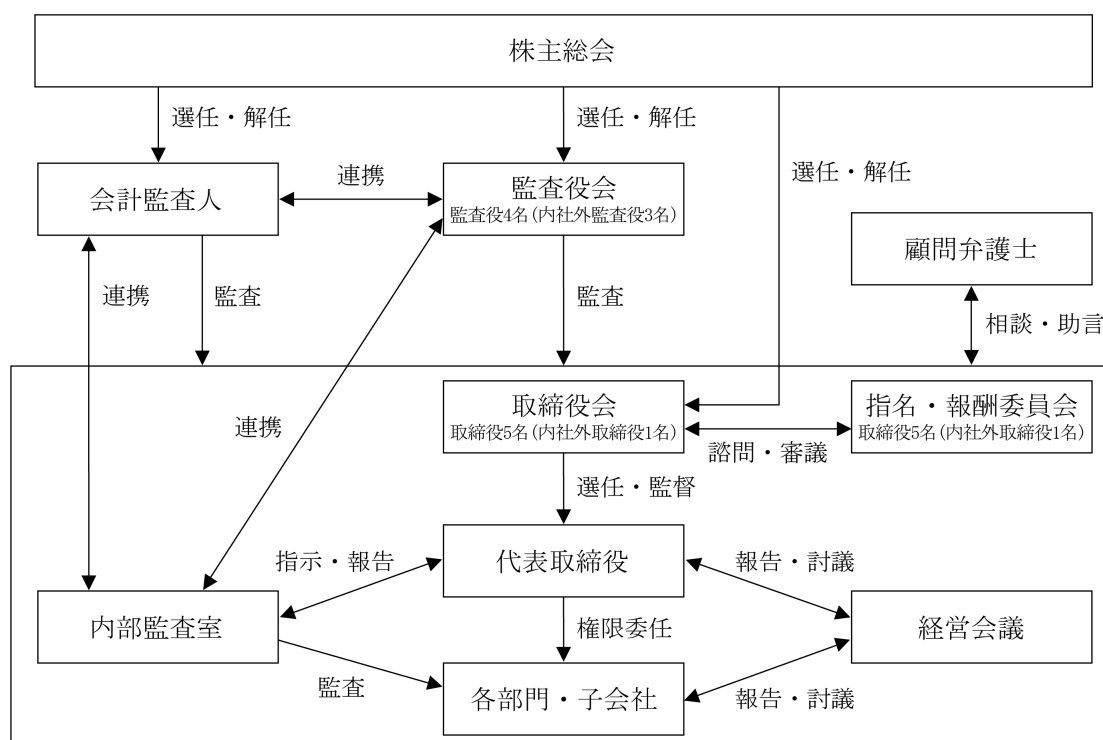 株主総会
選任・解任
選任・解任
選任・解任
会計監査人
連携
監査役会
監査役4名(内社外監査役3名)
顧問弁護士
連携
監査
監査
相談・助言
取締役会
取締役5名(内社外取締役1名)
指名・報酬委員会
取締役5名(内社外取締役1名)
連携
諮問・審議
選任・監督
指示・報告
代表取締役
報告・討議
内部監査室
権限委任
経営会議
監査
各部門・子会社
報告・討議